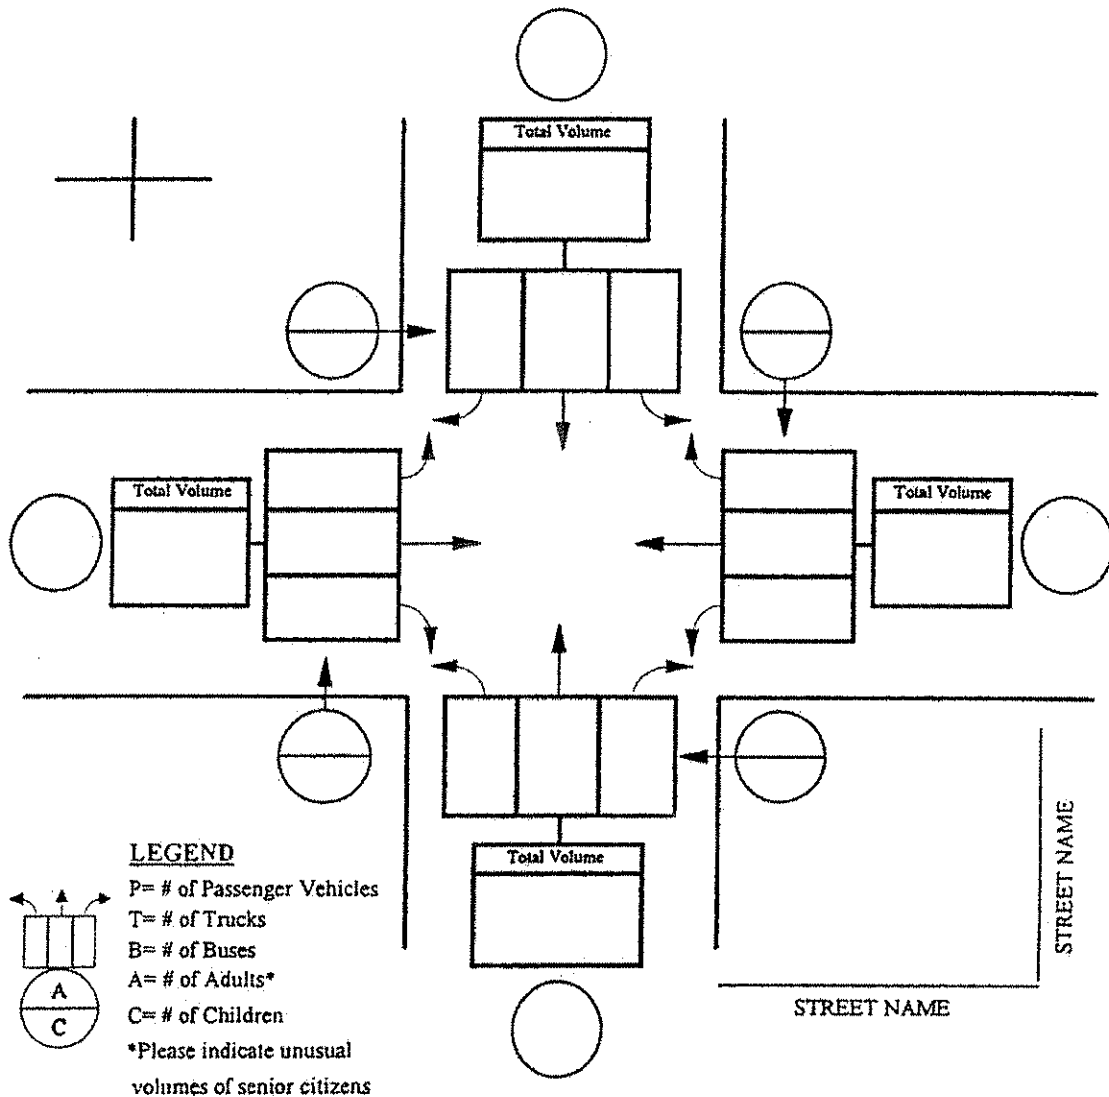 Total Volume
Total Volume
Total Volume
LEGEND
P= # of Passenger Vehicles
T= # of Trucks
B= # of Buses
A= # of Adults*
C= # of Children
*Please indicate unusual
volumes of senior citizens
A
C
Total Volume
STREET NAME
STREET NAME